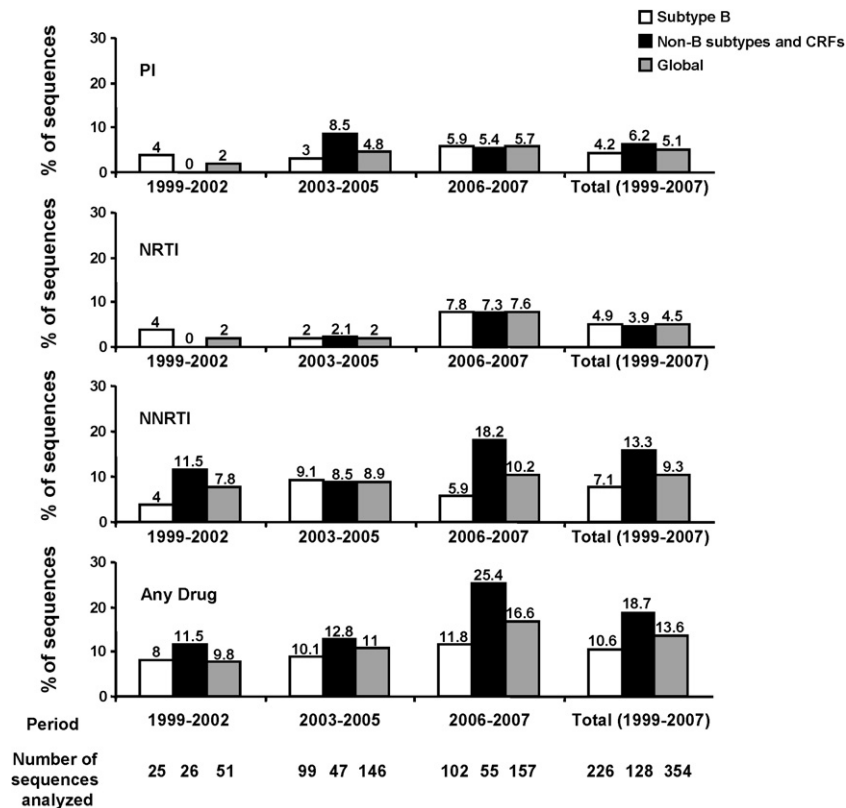 Subtype B
Non-B subtypes and CRFs
Global
% of sequences
30
20
10
0
PI
4 0 2
3 8.5 4.8
5.9 5.4 5.7
4.2 6.2 5.1
1999-2002 2003-2005 2006-2007 Total (1999-2007)
% of sequences
30
20
10
0
NRTI
4 0 2
2 2.1 2
7.8 7.3 7.6
4.9 3.9 4.5
1999-2002 2003-2005 2006-2007 Total (1999-2007)
% of sequences
30
20
10
0
NNRTI
4 11.5 7.8
9.1 8.5 8.9
5.9 18.2 10.2
7.1 13.3 9.3
1999-2002 2003-2005 2006-2007 Total (1999-2007)
% of sequences
30
20
10
0
Any Drug
8 11.5 9.8
10.1 12.8 11
11.8 25.4 16.6
10.6 18.7 13.6
Period 1999-2002 2003-2005 2006-2007 Total (1999-2007)
Number of
sequences 25 26 51 99 47 146 102 55 157 226 128 354
analyzed